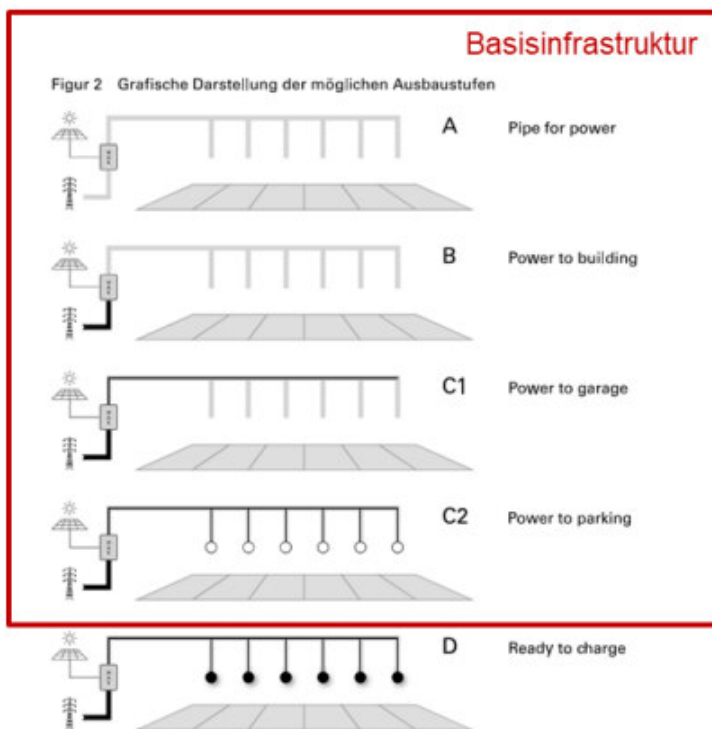 Basisinfrastruktur
Figur 2 Grafische Darstellung der möglichen Ausbaustufen
A Pipe for power
B Power to building
C1 Power to garage
C2 Power to parking
D Ready to charge